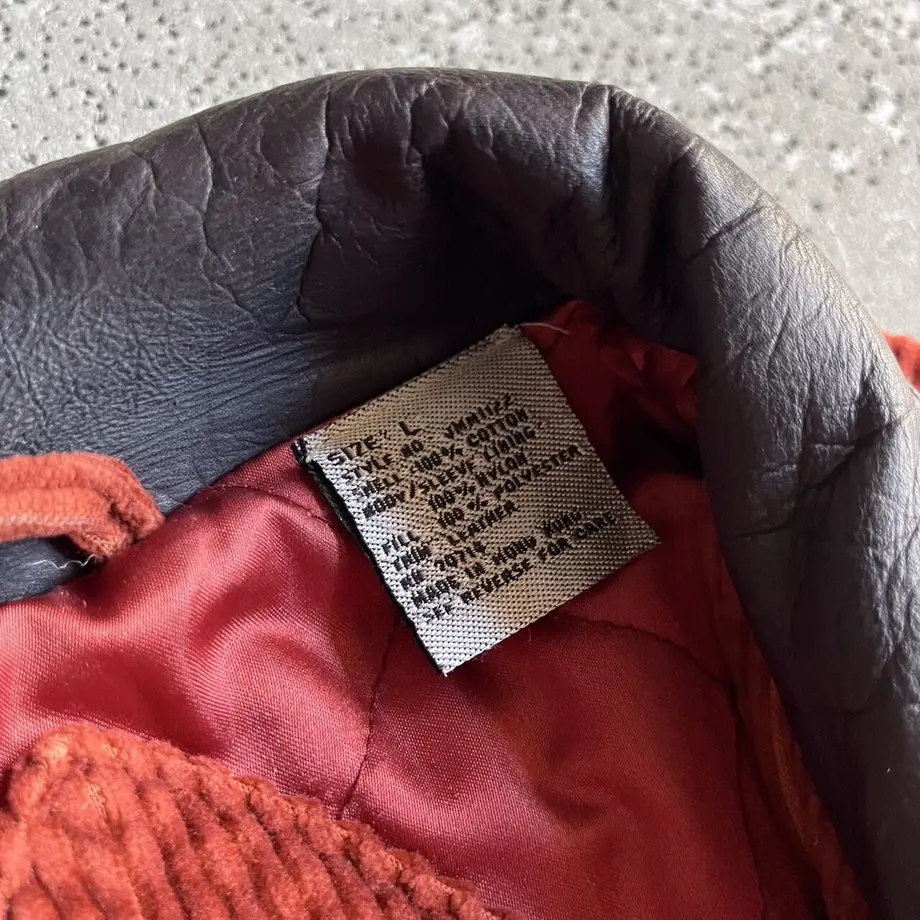 SIZE: L
STYLE NO
SHELL: 100% COTTON
BODY/SLEEVE LINING:
100% NYLON
FILL: 100% POLYESTER
TRIM: LEATHER
RN
MADE IN HONG KONG
SEE REVERSE FOR CARE